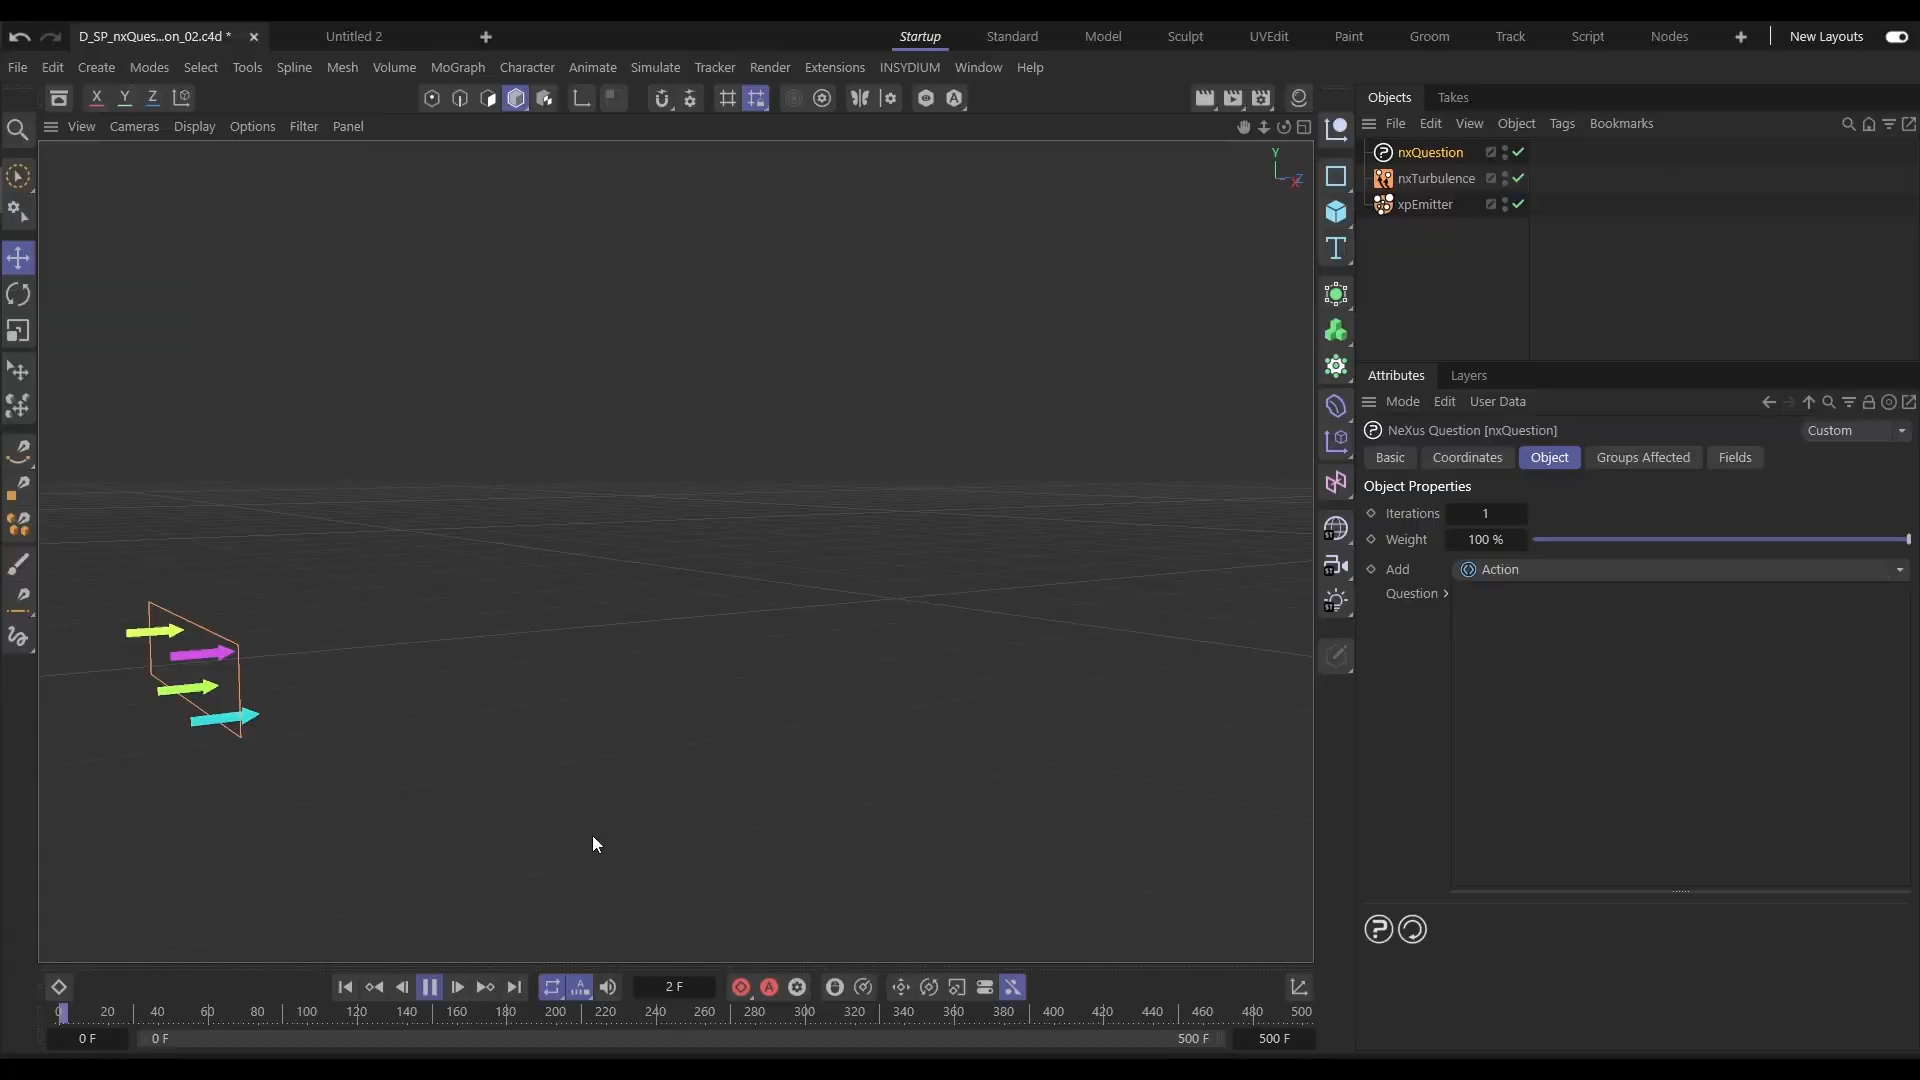 D_SP_nxQues...on_02.c4d *
Untitled 2
Startup
Standard
Model
Sculpt
UVEdit
Paint
Groom
Track
Script
Nodes
New Layouts
File Edit Create Modes Select Tools Spline Mesh Volume MoGraph Character Animate Simulate Tracker Render Extensions INSYDIUM Window Help
X Y Z
View Cameras Display Options Filter Panel
Y
Z
X
Objects Takes
File Edit View Object Tags Bookmarks
nxQuestion
nxTurbulence
xpEmitter
Attributes Layers
Mode Edit User Data
NeXus Question [nxQuestion]
Custom
Basic Coordinates Object Groups Affected Fields
Object Properties
Iterations 1
Weight 100 %
Add Action
Question
2 F
0 20 40 60 80 100 120 140 160 180 200 220 240 260 280 300 320 340 360 380 400 420 440 460 480 500
0 F 0 F 500 F 500 F